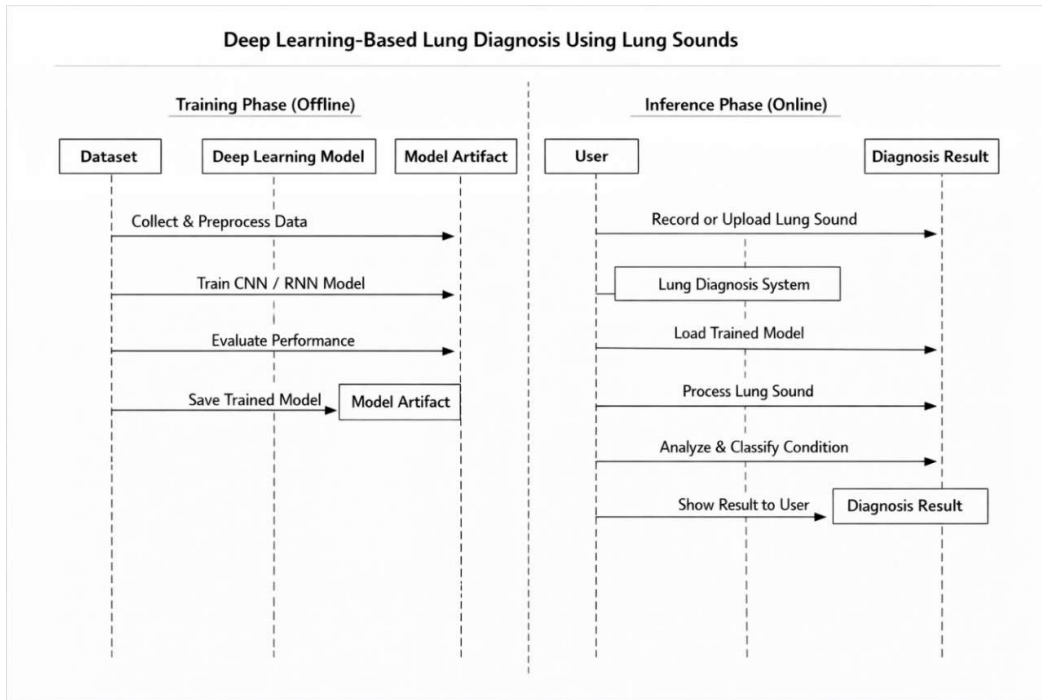 Deep Learning-Based Lung Diagnosis Using Lung Sounds
Training Phase (Offline)
Dataset
Deep Learning Model
Model Artifact
Collect & Preprocess Data
Train CNN / RNN Model
Evaluate Performance
Save Trained Model
Model Artifact
Inference Phase (Online)
User
Diagnosis Result
Record or Upload Lung Sound
Lung Diagnosis System
Load Trained Model
Process Lung Sound
Analyze & Classify Condition
Show Result to User
Diagnosis Result